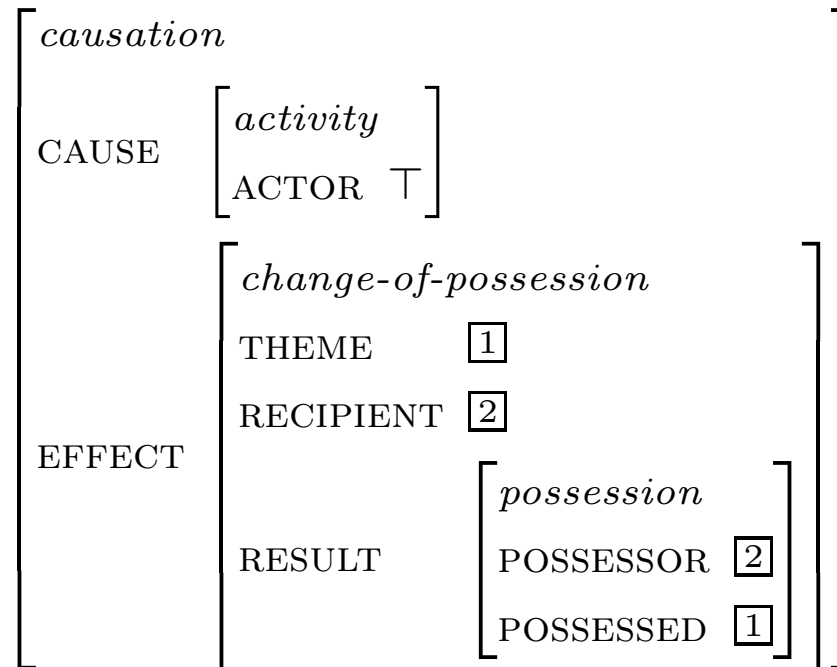 causation
CAUSE
activity
ACTOR ⊤
EFFECT
change-of-possession
THEME 1
RECIPIENT 2
RESULT
possession
POSSESSOR 2
POSSESSED 1